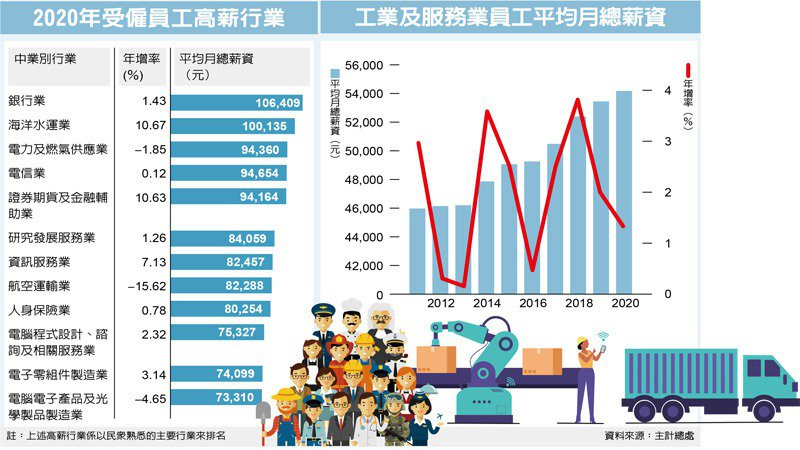 2020年受僱員工高薪行業
中業別行業 年增率(%) 平均月總薪資（元）
銀行業 1.43 106,409
海洋水運業 10.67 100,135
電力及燃氣供應業 -1.85 94,360
電信業 0.12 94,654
證券期貨及金融輔助業 10.63 94,164
研究發展服務業 1.26 84,059
資訊服務業 7.13 82,457
航空運輸業 -15.62 82,288
人身保險業 0.78 80,254
電腦程式設計、諮詢及相關服務業 2.32 75,327
電子零組件製造業 3.14 74,099
電腦電子產品及光學製品製造業 -4.65 73,310
註：上述高薪行業係以民眾熟悉的主要行業來排名
工業及服務業員工平均月總薪資
平均月總薪資（元）
56,000
54,000
52,000
50,000
48,000
46,000
44,000
42,000
0
年增率（%）
4
3
2
1
0
2012 2014 2016 2018 2020
資料來源：主計總處